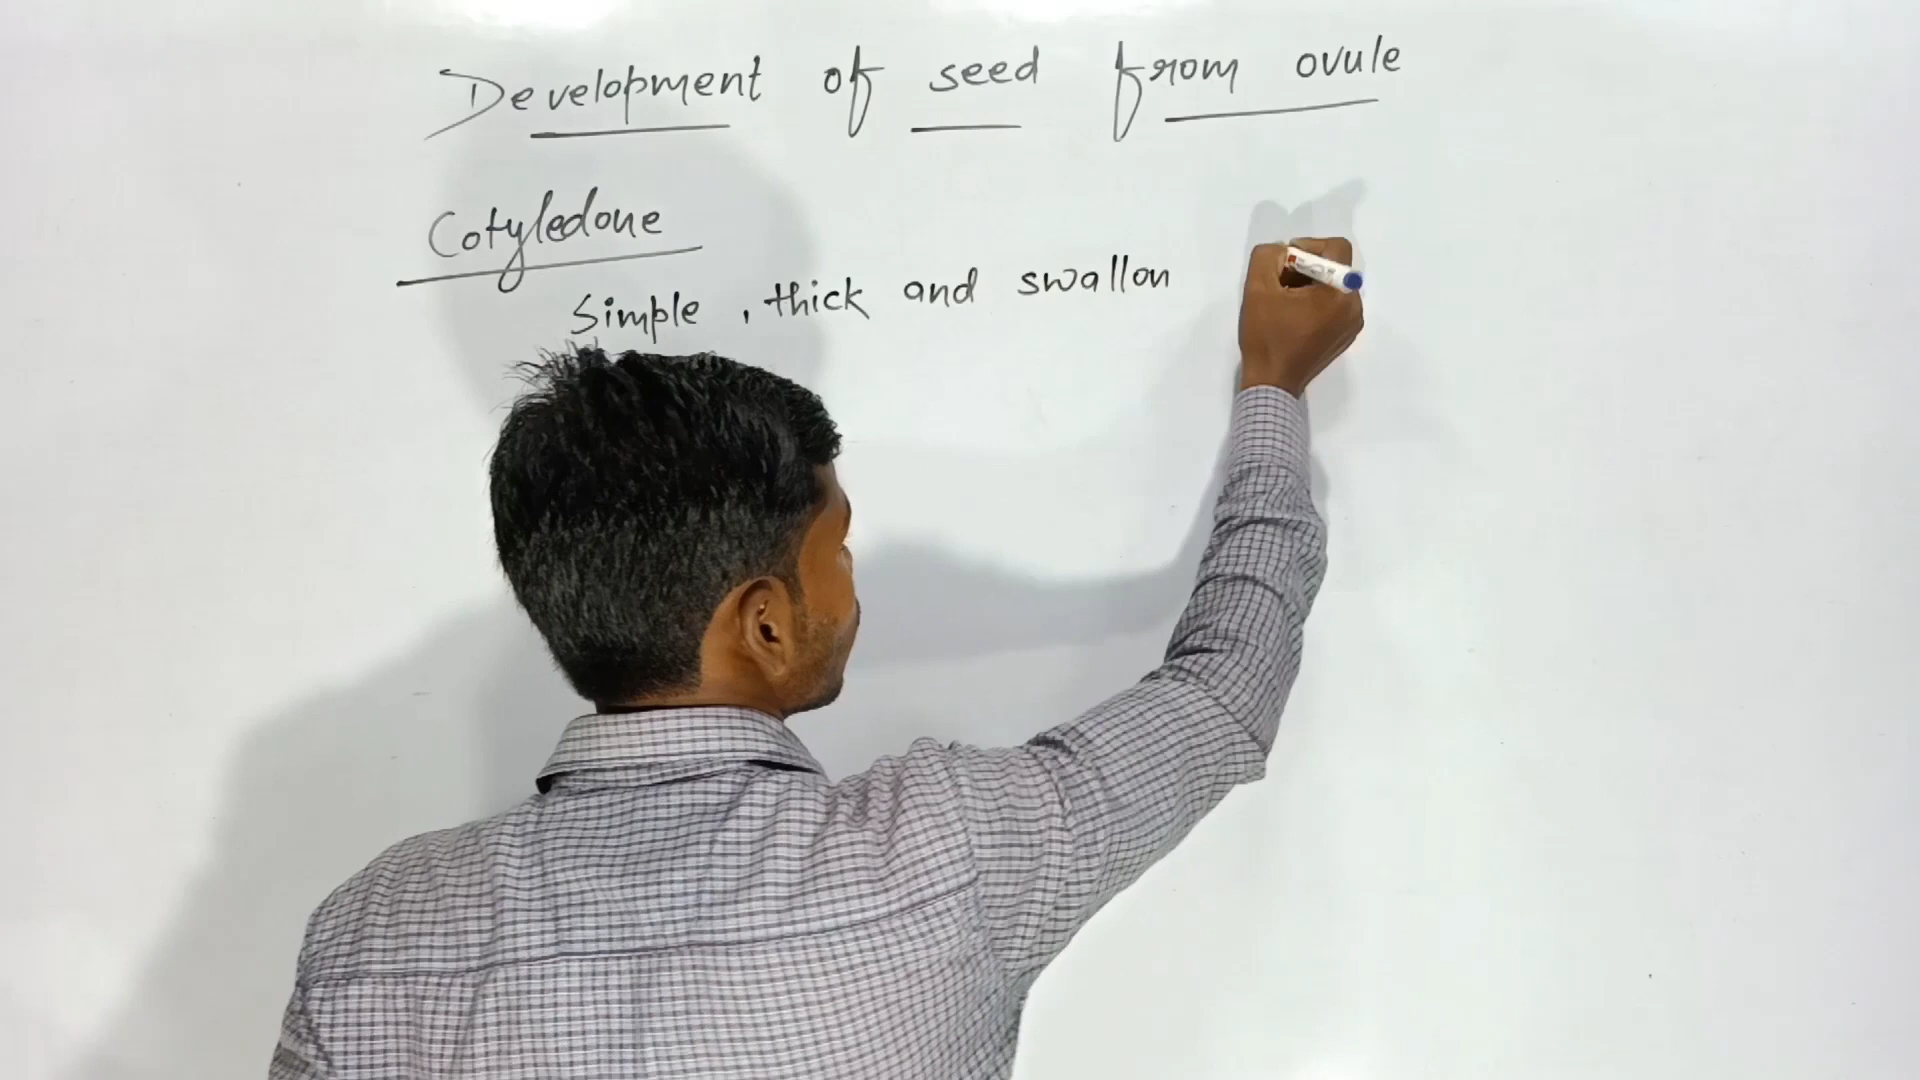 Development of seed from ovule
Cotyledone
Simple, thick and swallon